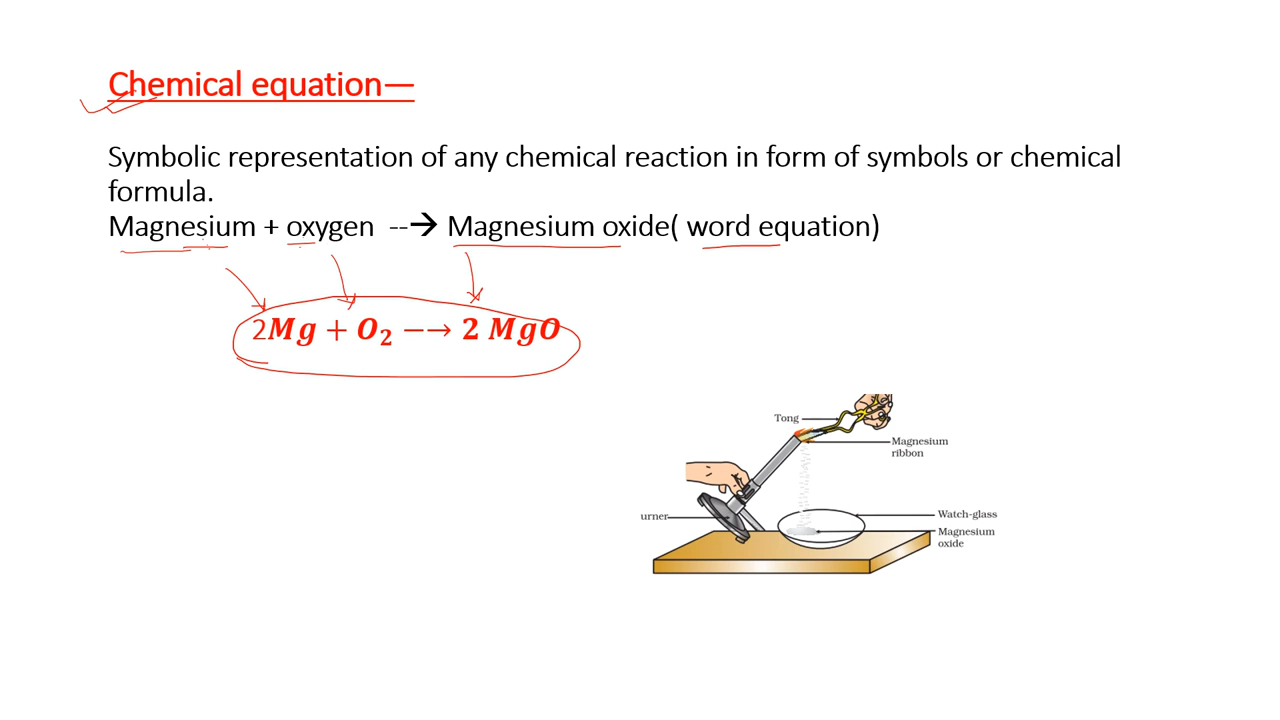 Chemical equation—
Symbolic representation of any chemical reaction in form of symbols or chemical
formula.
Magnesium + oxygen --→ Magnesium oxide( word equation)
2Mg + O₂ −→ 2 MgO
Tong
Magnesium
ribbon
urner
Watch-glass
Magnesium
oxide